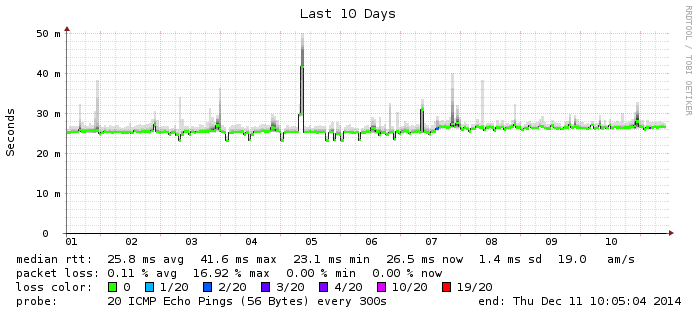 Last 10 Days
RRDTOOL / TOBI OETIKER
Seconds
50 m
40 m
30 m
20 m
10 m
0
01 02 03 04 05 06 07 08 09 10
median rtt: 25.8 ms avg 41.6 ms max 23.1 ms min 26.5 ms now 1.4 ms sd 19.0 am/s
packet loss: 0.11 % avg 16.92 % max 0.00 % min 0.00 % now
loss color: 0 1/20 2/20 3/20 4/20 10/20 19/20
probe: 20 ICMP Echo Pings (56 Bytes) every 300s end: Thu Dec 11 10:05:04 2014